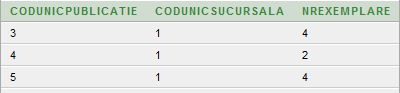 CODUNICPUBLICATIE CODUNICSUCURSALA NREXEMPLARE
3 1 4
4 1 2
5 1 4